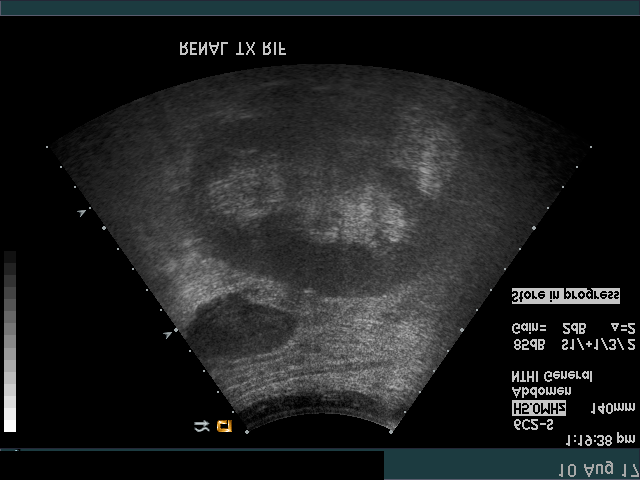 10 Aug 17
1:19:38 pm
6C2-S
H5.0MHz 140mm
Abdomen
NTHI General
85dB S1/+1/3/2
Gain= 2dB Δ=2
Store in progress
RENAL TX RIF